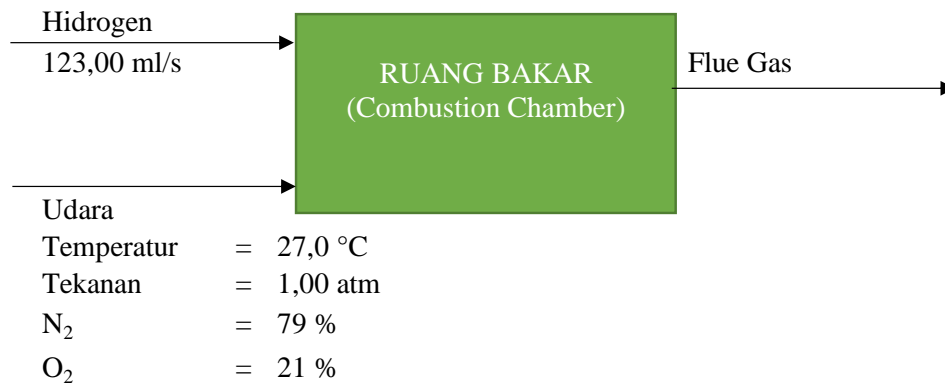 Hidrogen
123,00 ml/s
RUANG BAKAR
(Combustion Chamber)
Flue Gas
Udara
Temperatur = 27,0 °C
Tekanan = 1,00 atm
N₂ = 79 %
O₂ = 21 %